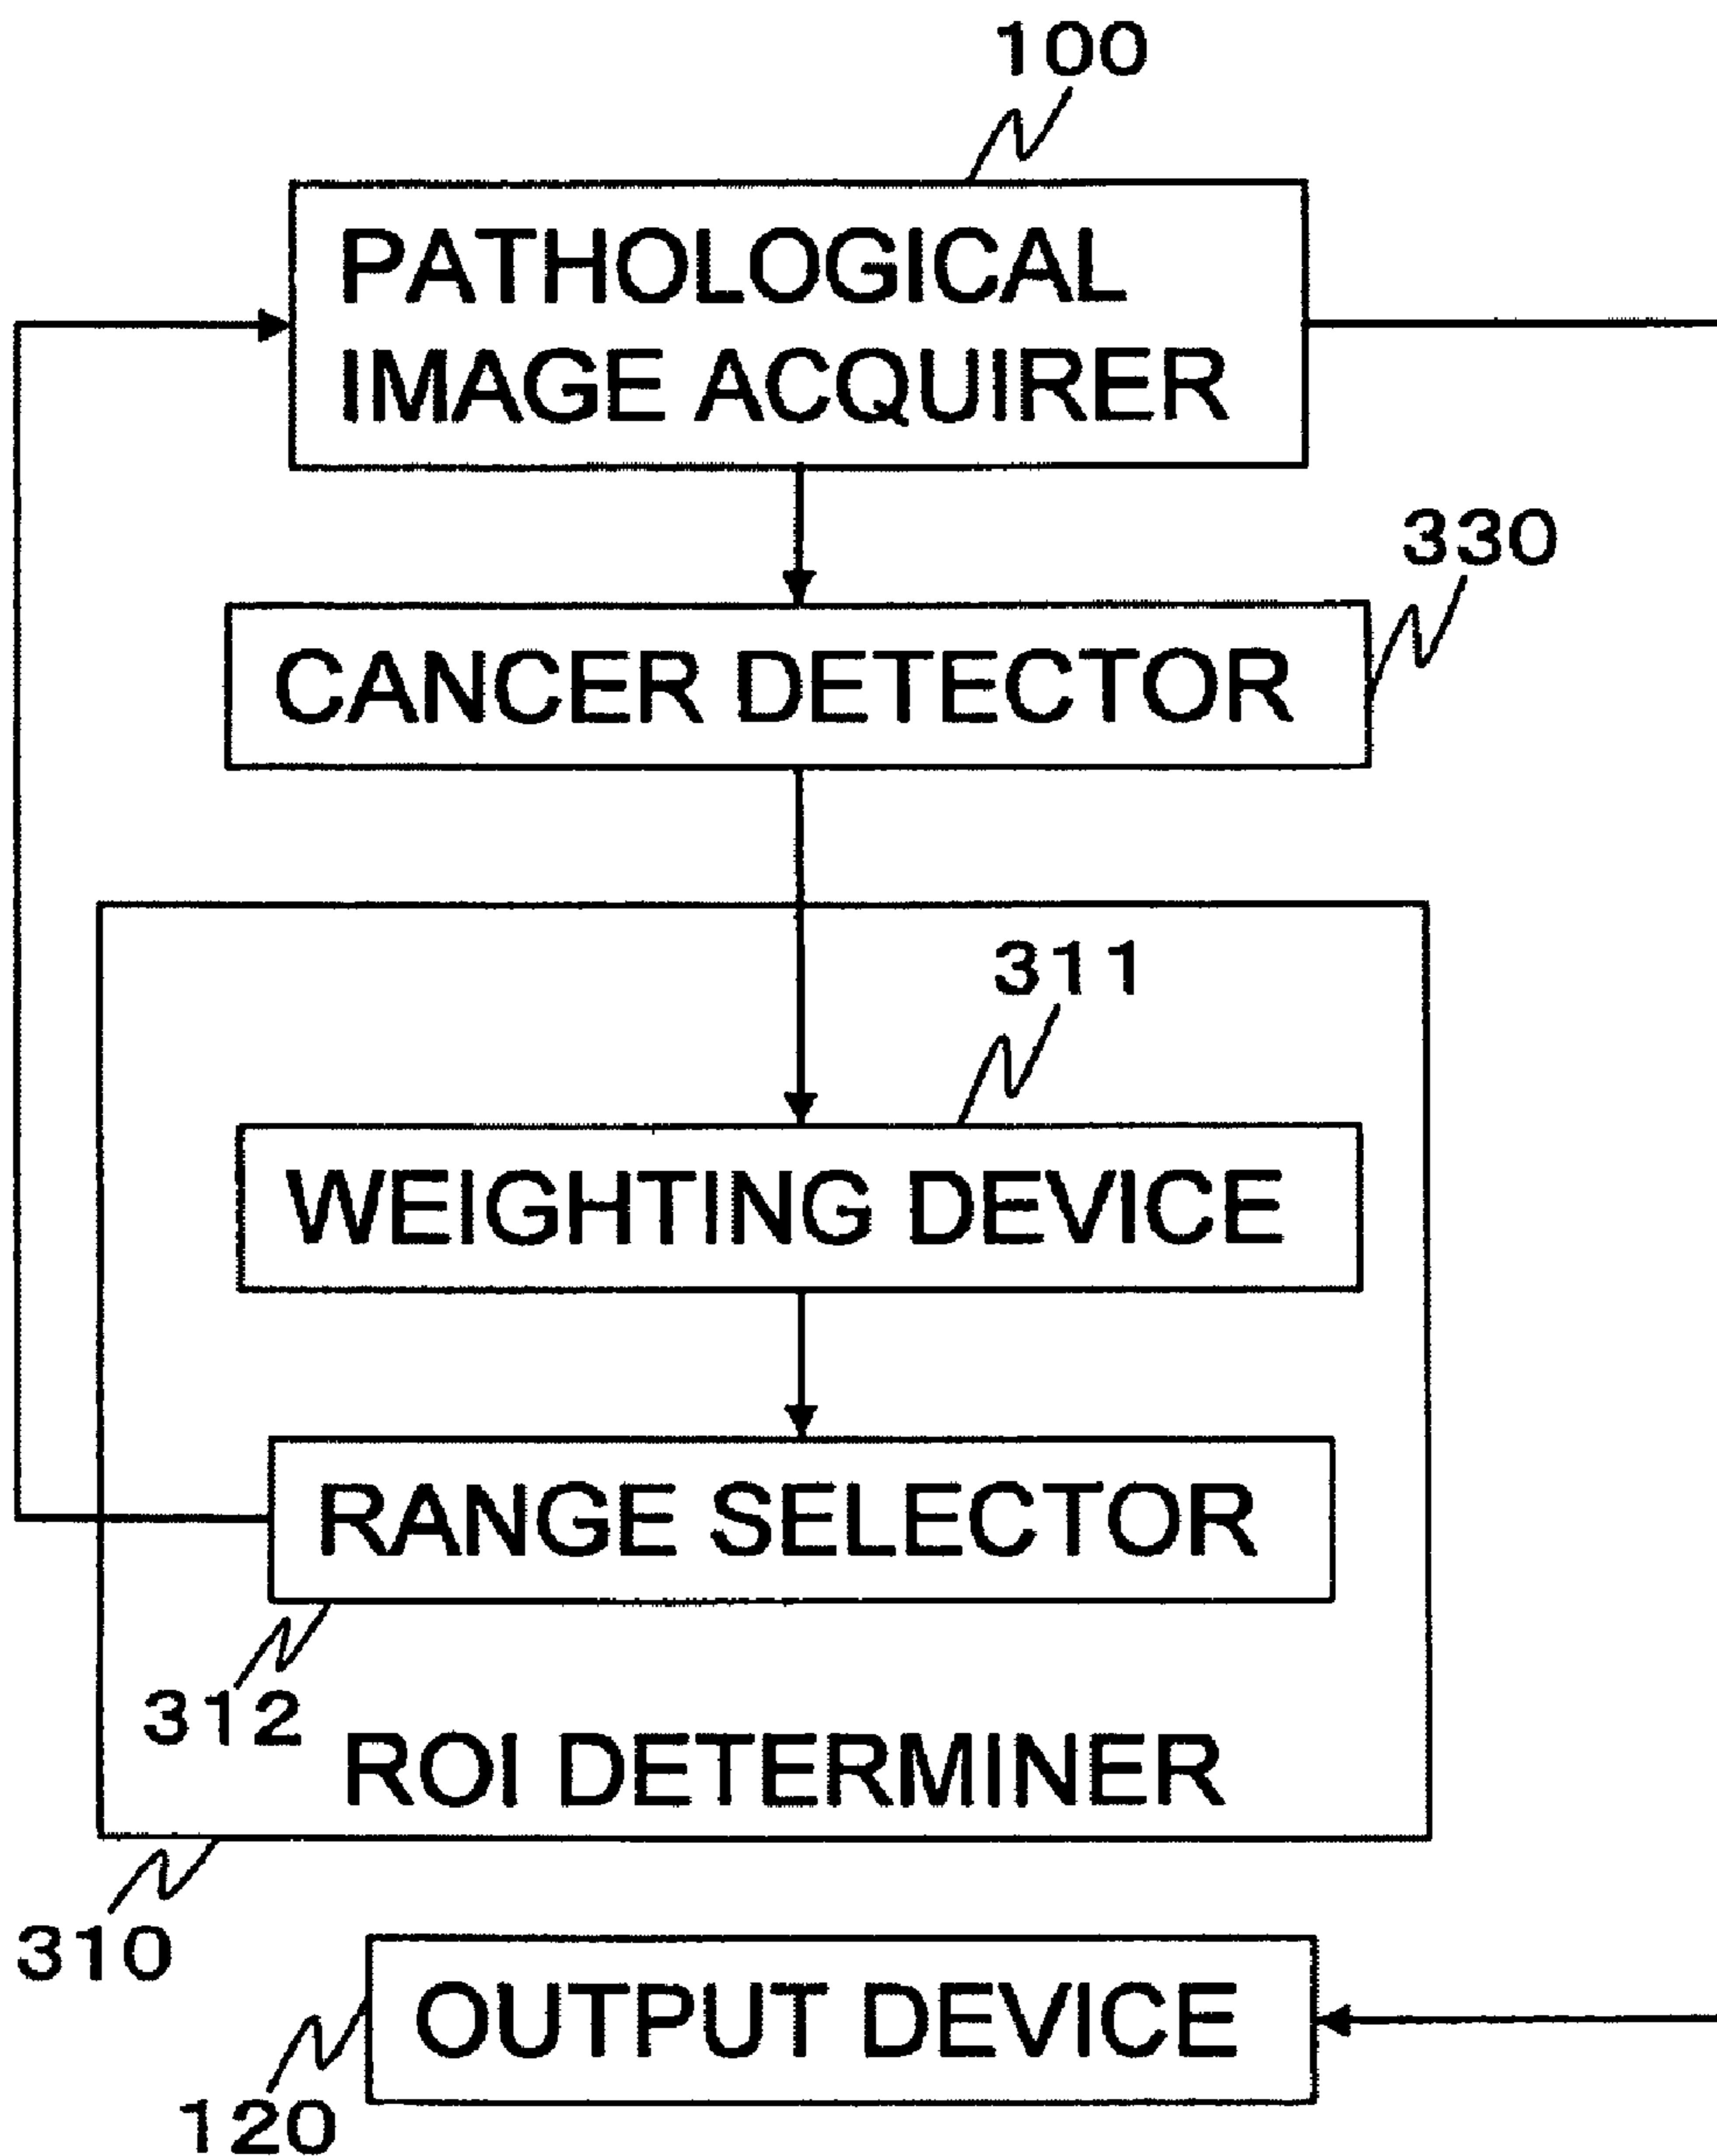 100
PATHOLOGICAL
IMAGE ACQUIRER
330
CANCER DETECTOR
311
WEIGHTING DEVICE
RANGE SELECTOR
312
ROI DETERMINER
310
OUTPUT DEVICE
120